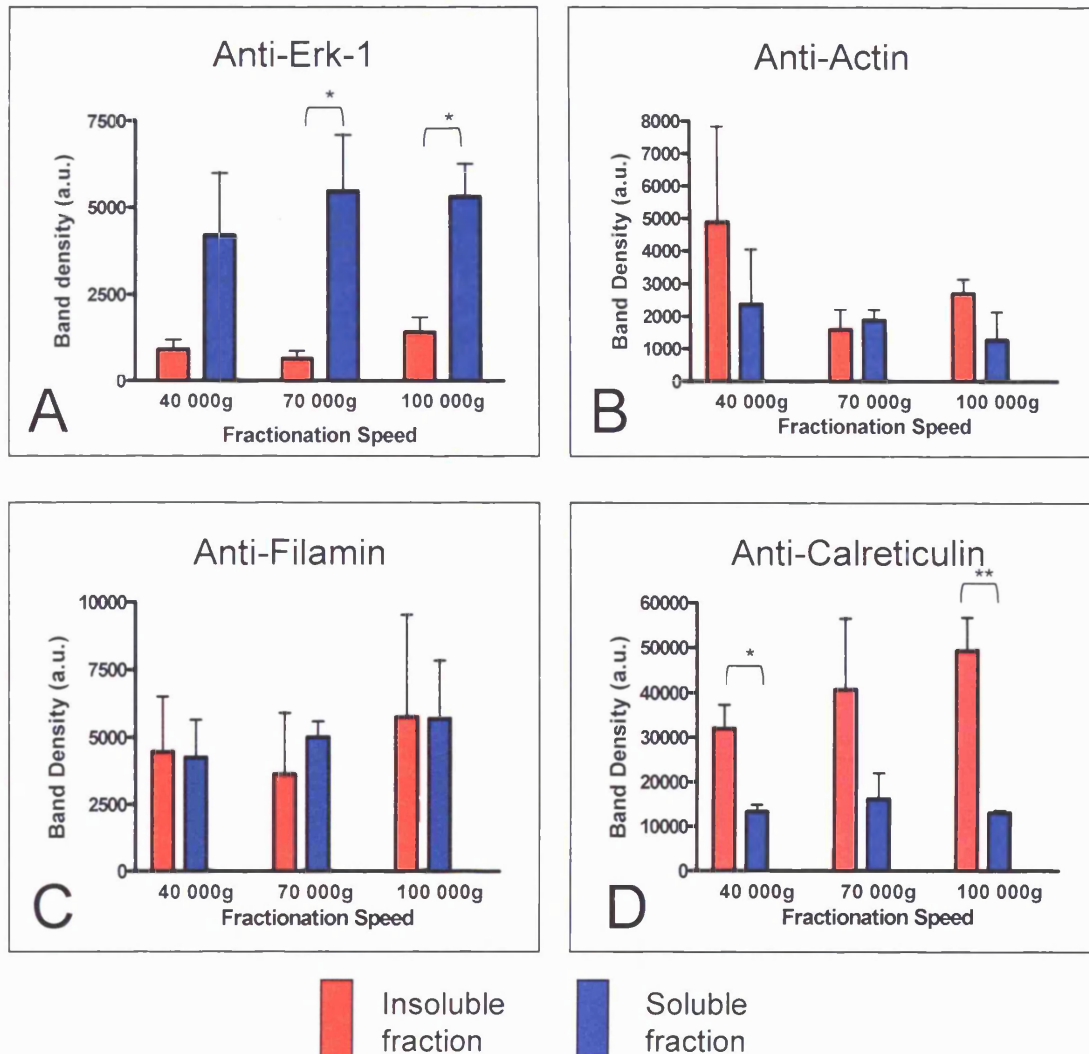 Anti-Erk-1
*
*
7500
5000
2500
0
Band density (a.u.)
40 000g 70 000g 100 000g
Fractionation Speed
A
Anti-Actin
8000
7000
6000
5000
4000
3000
2000
1000
0
Band Density (a.u.)
40 000g 70 000g 100 000g
Fractionation Speed
B
Anti-Filamin
10000
7500
5000
2500
0
Band Density (a.u.)
40 000g 70 000g 100 000g
Fractionation Speed
C
Anti-Calreticulin
**
*
60000
50000
40000
30000
20000
10000
0
Band Density (a.u.)
40 000g 70 000g 100 000g
Fractionation Speed
D
Insoluble
fraction
Soluble
fraction